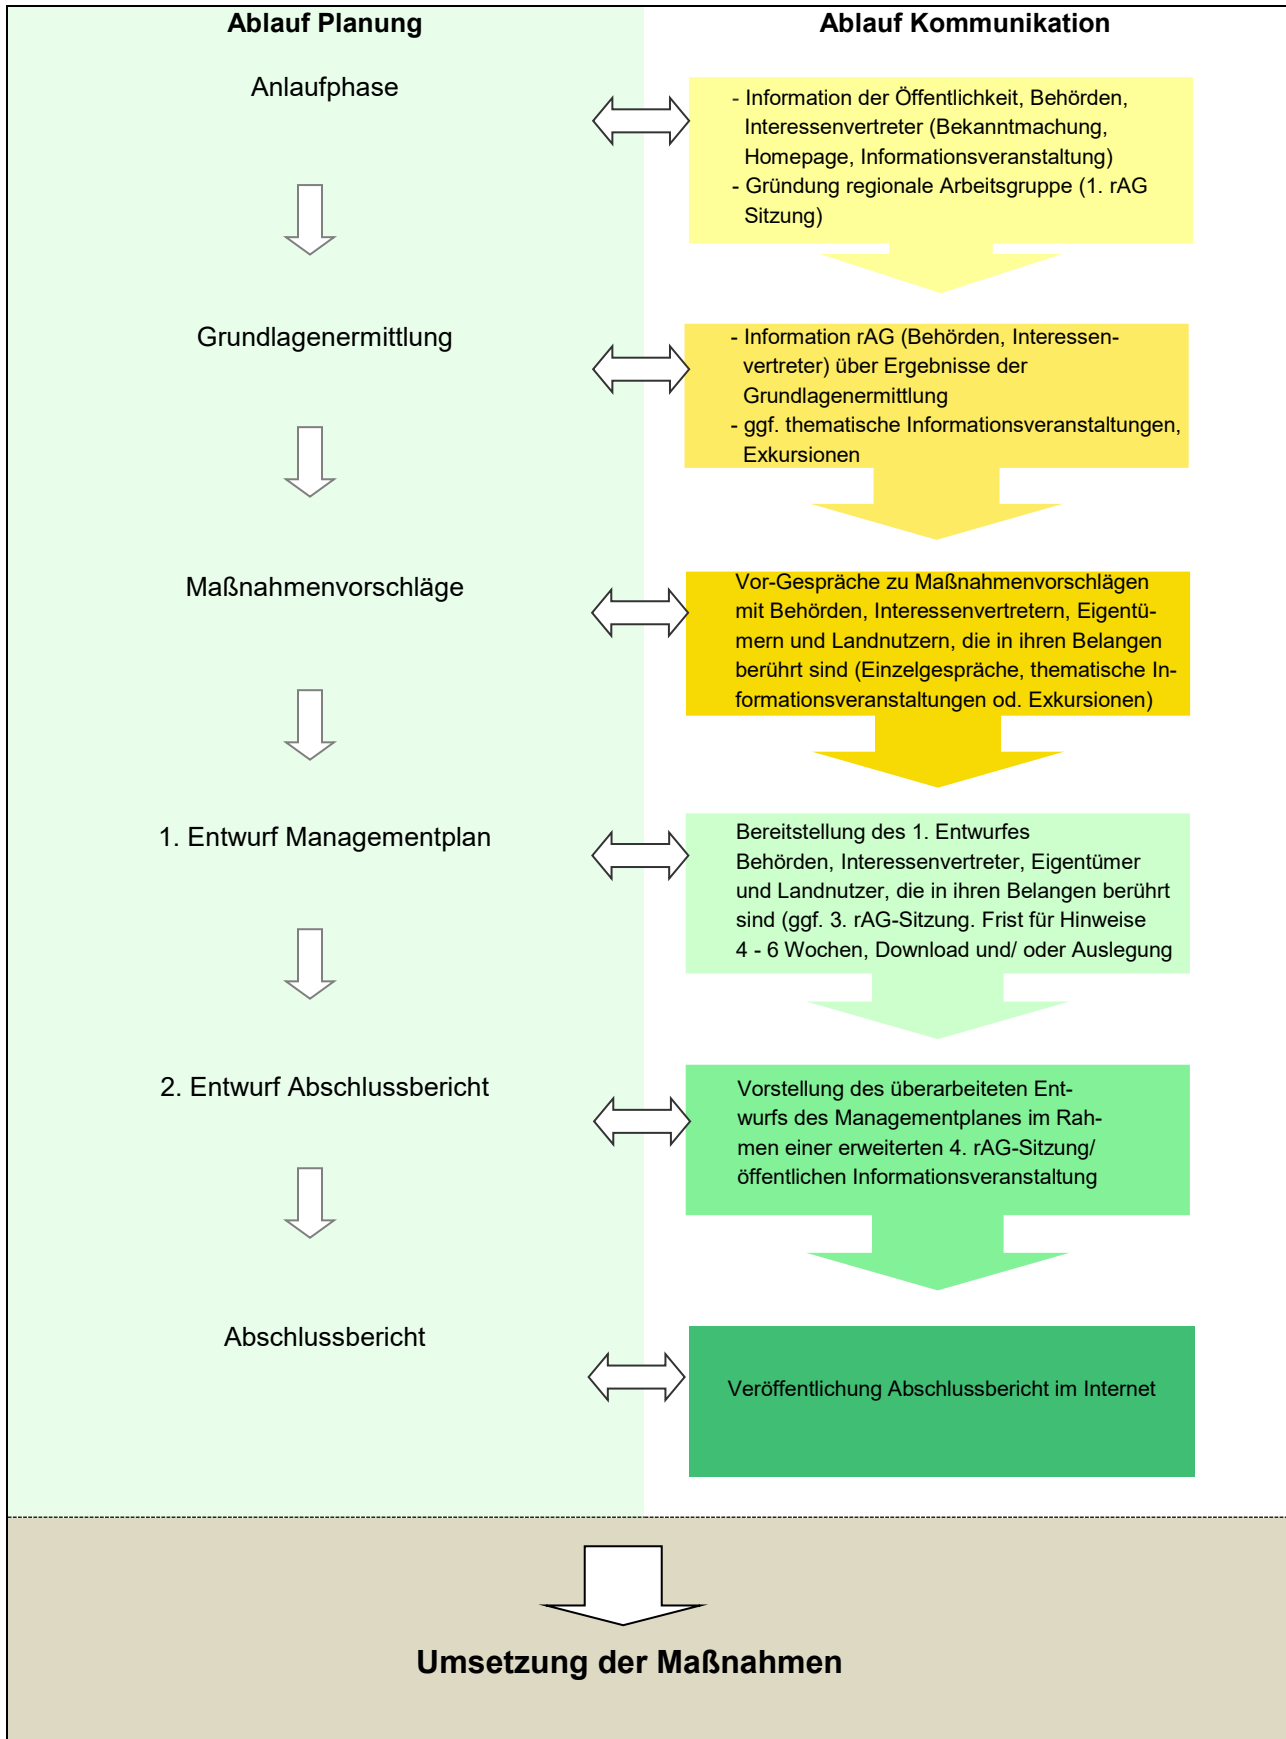 Ablauf Planung
Ablauf Kommunikation
Anlaufphase
- Information der Öffentlichkeit, Behörden,
Interessenvertreter (Bekanntmachung,
Homepage, Informationsveranstaltung)
- Gründung regionale Arbeitsgruppe (1. rAG
Sitzung)
Grundlagenermittlung
- Information rAG (Behörden, Interessen-
vertreter) über Ergebnisse der
Grundlagenermittlung
- ggf. thematische Informationsveranstaltungen,
Exkursionen
Maßnahmenvorschläge
Vor-Gespräche zu Maßnahmenvorschlägen
mit Behörden, Interessenvertretern, Eigentü-
mern und Landnutzern, die in ihren Belangen
berührt sind (Einzelgespräche, thematische In-
formationsveranstaltungen od. Exkursionen)
1. Entwurf Managementplan
Bereitstellung des 1. Entwurfes
Behörden, Interessenvertreter, Eigentümer
und Landnutzer, die in ihren Belangen berührt
sind (ggf. 3. rAG-Sitzung. Frist für Hinweise
4 - 6 Wochen, Download und/ oder Auslegung
2. Entwurf Abschlussbericht
Vorstellung des überarbeiteten Ent-
wurfs des Managementplanes im Rah-
men einer erweiterten 4. rAG-Sitzung/
öffentlichen Informationsveranstaltung
Abschlussbericht
Veröffentlichung Abschlussbericht im Internet
Umsetzung der Maßnahmen